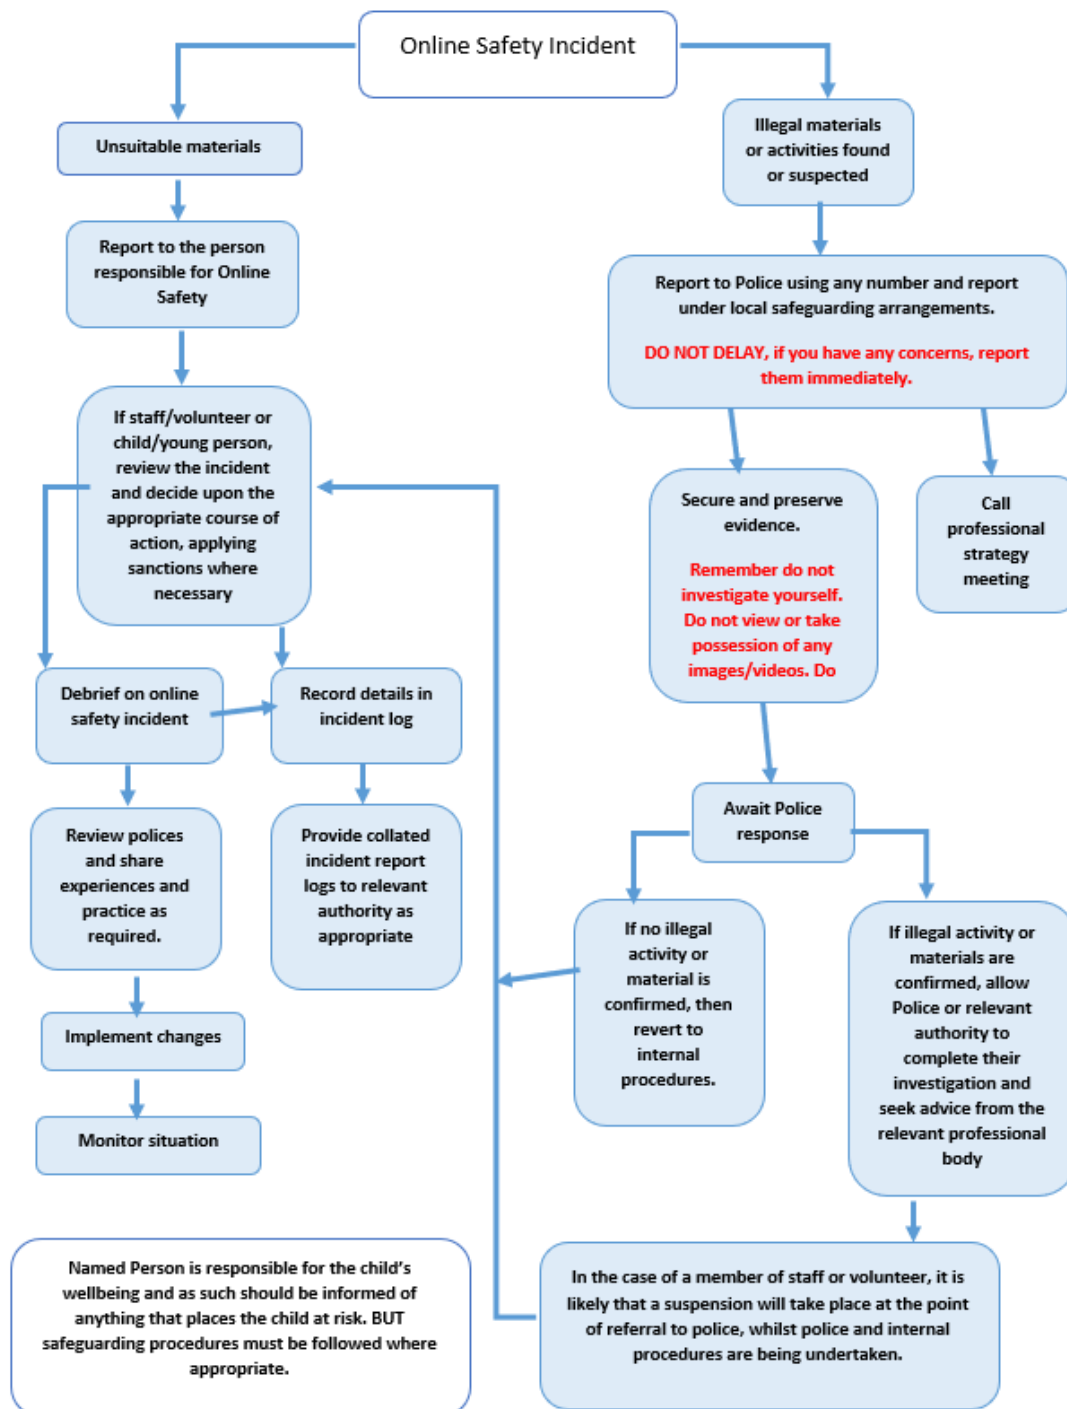 Online Safety Incident
Unsuitable materials
Report to the person
responsible for Online
Safety
If staff/volunteer or
child/young person,
review the incident
and decide upon the
appropriate course of
action, applying
sanctions where
necessary
Debrief on online
safety incident
Record details in
incident log
Review polices
and share
experiences and
practice as
required.
Provide collated
incident report
logs to relevant
authority as
appropriate
Implement changes
Monitor situation
Illegal materials
or activities found
or suspected
Report to Police using any number and report
under local safeguarding arrangements.
DO NOT DELAY, if you have any concerns, report
them immediately.
Secure and preserve
evidence.
Remember do not
investigate yourself.
Do not view or take
possession of any
images/videos. Do
Call
professional
strategy
meeting
Await Police
response
If no illegal
activity or
material is
confirmed, then
revert to
internal
procedures.
If illegal activity or
materials are
confirmed, allow
Police or relevant
authority to
complete their
investigation and
seek advice from the
relevant professional
body
In the case of a member of staff or volunteer, it is
likely that a suspension will take place at the point
of referral to police, whilst police and internal
procedures are being undertaken.
Named Person is responsible for the child's
wellbeing and as such should be informed of
anything that places the child at risk. BUT
safeguarding procedures must be followed where
appropriate.